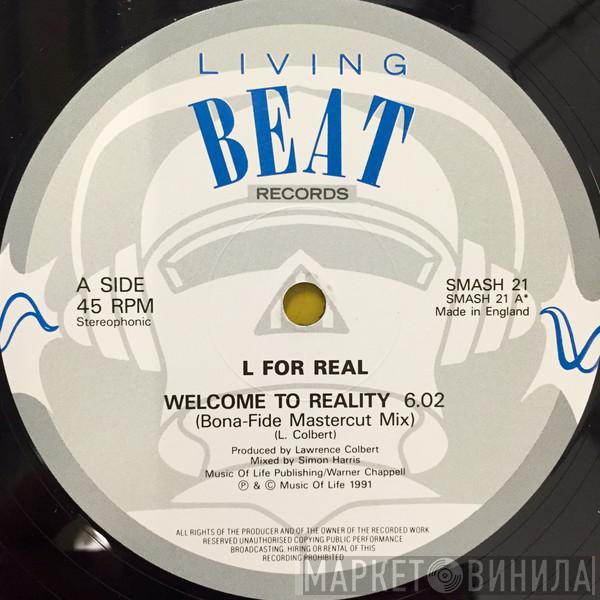 LIVING
BEAT
RECORDS
A SIDE
45 RPM
Stereophonic
SMASH 21
SMASH 21 A*
Made in England
L FOR REAL
WELCOME TO REALITY 6.02
(Bona-Fide Mastercut Mix)
(L. Colbert)
Produced by Lawrence Colbert
Mixed by Simon Harris
Music Of Life Publishing/Warner Chappell
Ⓟ & © Music Of Life 1991
ALL RIGHTS OF THE PRODUCER AND OF THE OWNER OF THE RECORDED WORK
RESERVED UNAUTHORISED COPYING PUBLIC PERFORMANCE
BROADCASTING, HIRING OR RENTAL OF THIS
RECORDING PROHIBITED
МАРКЕТ ВИНИЛА